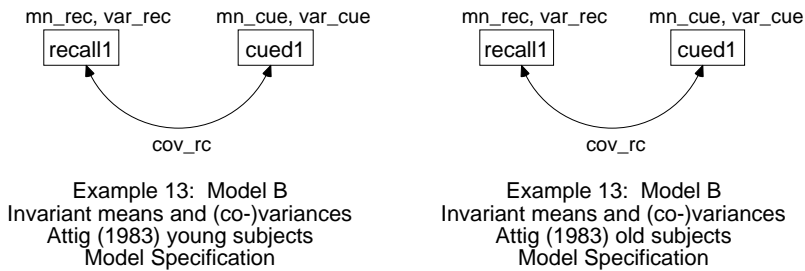 mn_rec, var_rec mn_cue, var_cue
recall1 cued1
cov_rc
Example 13: Model B
Invariant means and (co-)variances
Attig (1983) young subjects
Model Specification
mn_rec, var_rec mn_cue, var_cue
recall1 cued1
cov_rc
Example 13: Model B
Invariant means and (co-)variances
Attig (1983) old subjects
Model Specification